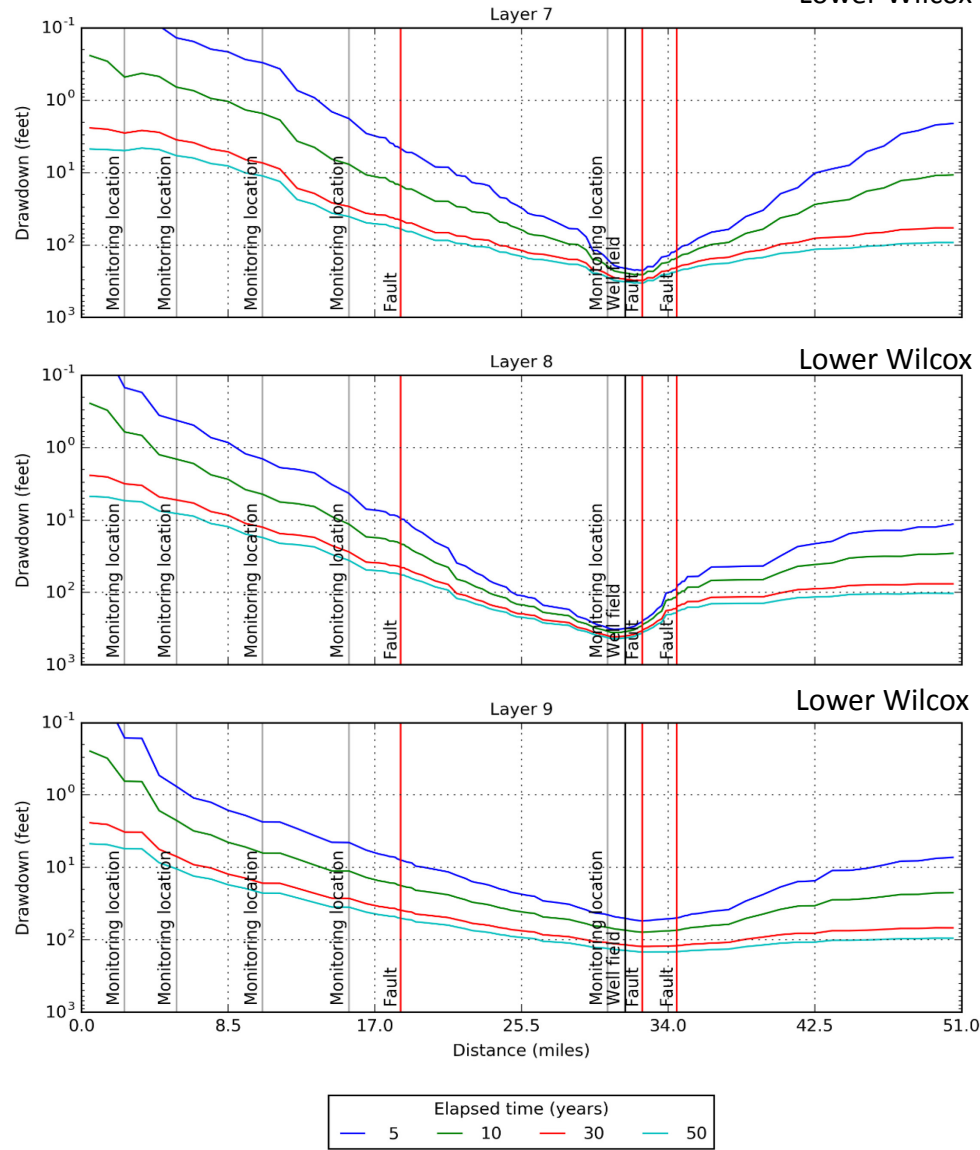 Lower Wilcox
Layer 7
10^-1
10^0
10^1
10^2
10^3
Drawdown (feet)
Monitoring location
Monitoring location
Monitoring location
Monitoring location
Fault
Monitoring location
Well field
Fault
Fault
Lower Wilcox
Layer 8
10^-1
10^0
10^1
10^2
10^3
Drawdown (feet)
Monitoring location
Monitoring location
Monitoring location
Monitoring location
Fault
Monitoring location
Well field
Fault
Fault
Lower Wilcox
Layer 9
10^-1
10^0
10^1
10^2
10^3
Drawdown (feet)
Monitoring location
Monitoring location
Monitoring location
Monitoring location
Fault
Monitoring location
Well field
Fault
Fault
0.0 8.5 17.0 25.5 34.0 42.5 51.0
Distance (miles)
Elapsed time (years)
5 10 30 50